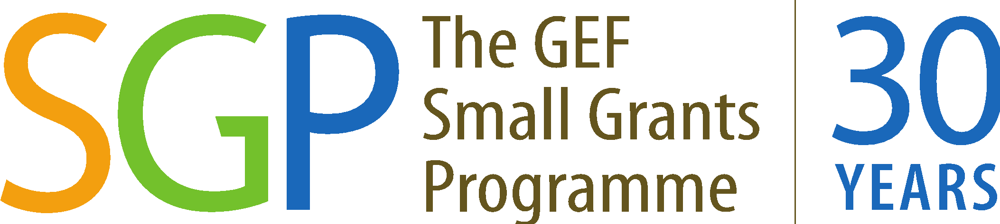 SGP
The GEF
Small Grants
Programme
30
YEARS